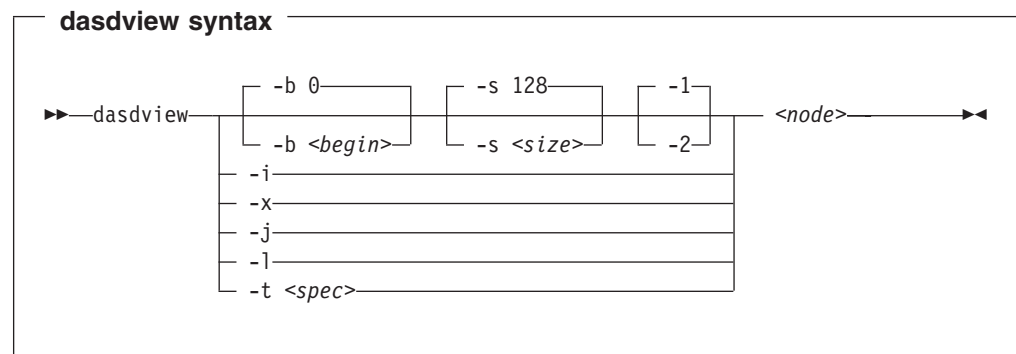 dasdview syntax
-b 0 -s 128 -1
dasdview <node>
-b <begin> -s <size> -2
-i
-x
-j
-l
-t <spec>